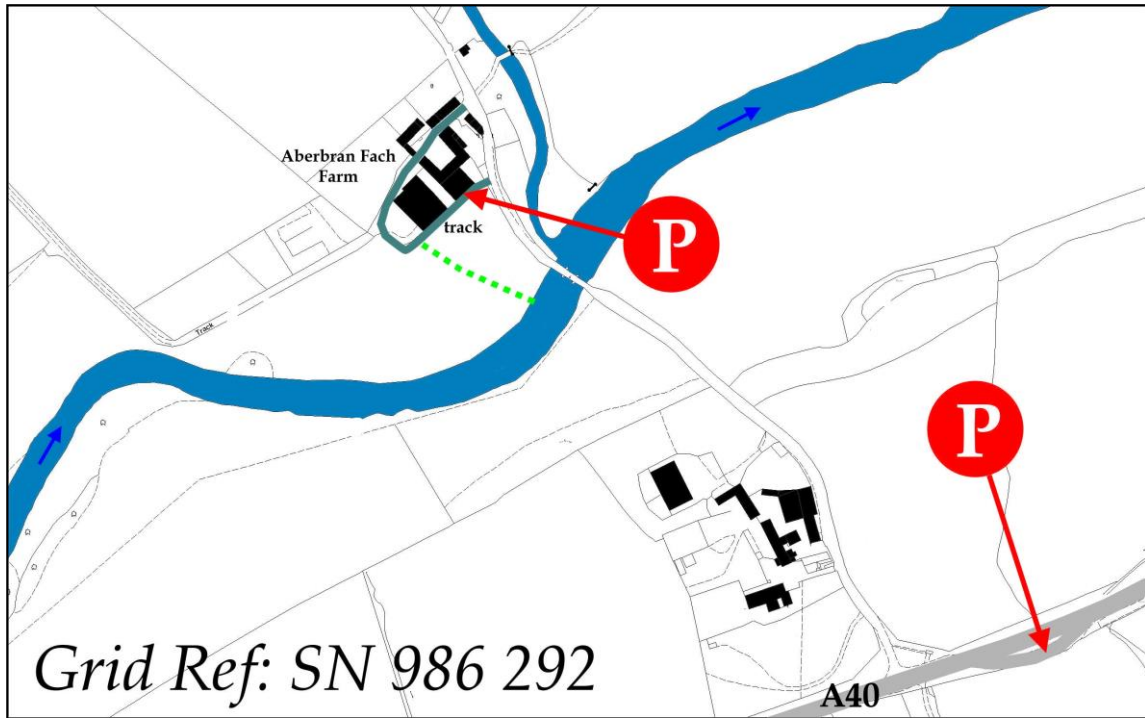 Aberbran Fach
Farm
track
P
Track
P
Grid Ref: SN 986 292
A40